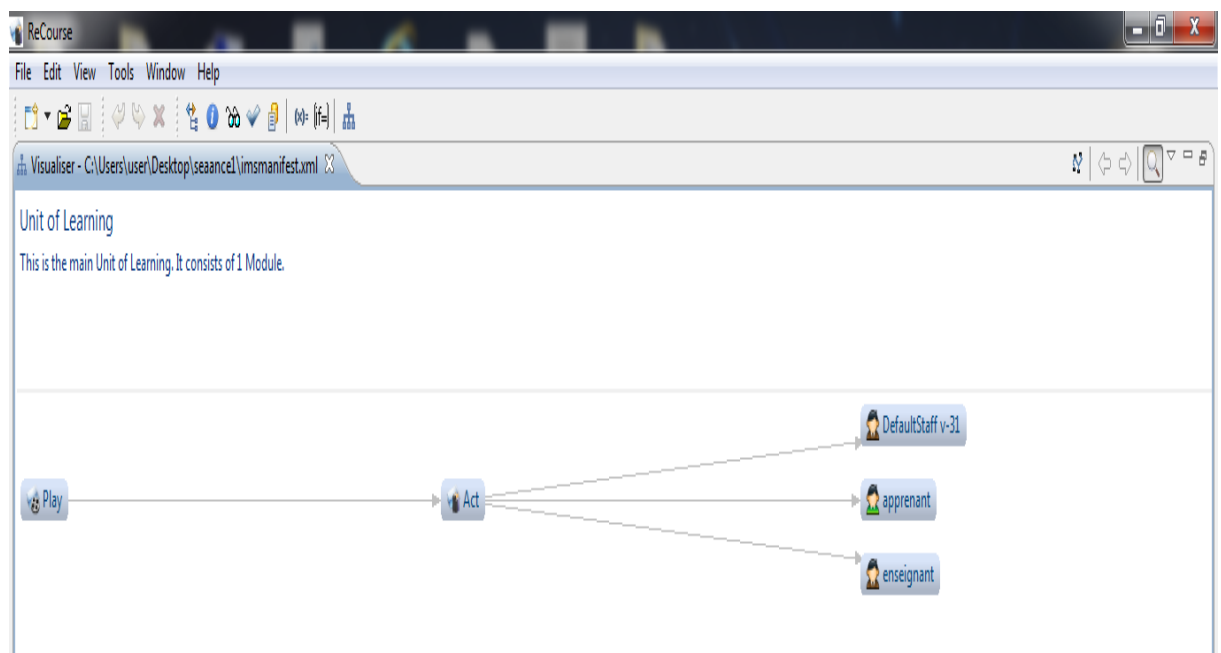 ReCourse
File Edit View Tools Window Help
(x)= (if=)
Visualiser - C:\Users\user\Desktop\seaance1\imsmanifest.xml
Unit of Learning
This is the main Unit of Learning. It consists of 1 Module.
DefaultStaff v-31
Play
Act
apprenant
enseignant